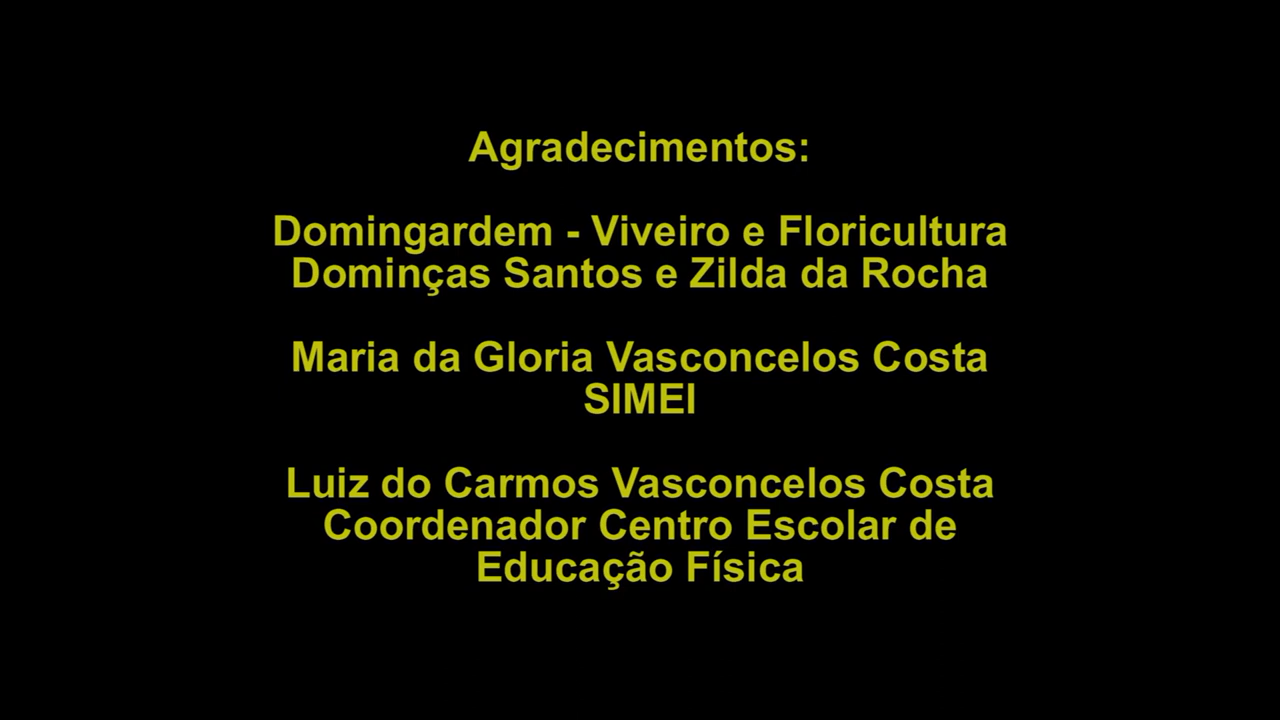 Agradecimentos:
Domingardem - Viveiro e Floricultura
Dominças Santos e Zilda da Rocha
Maria da Gloria Vasconcelos Costa
SIMEI
Luiz do Carmos Vasconcelos Costa
Coordenador Centro Escolar de
Educação Física